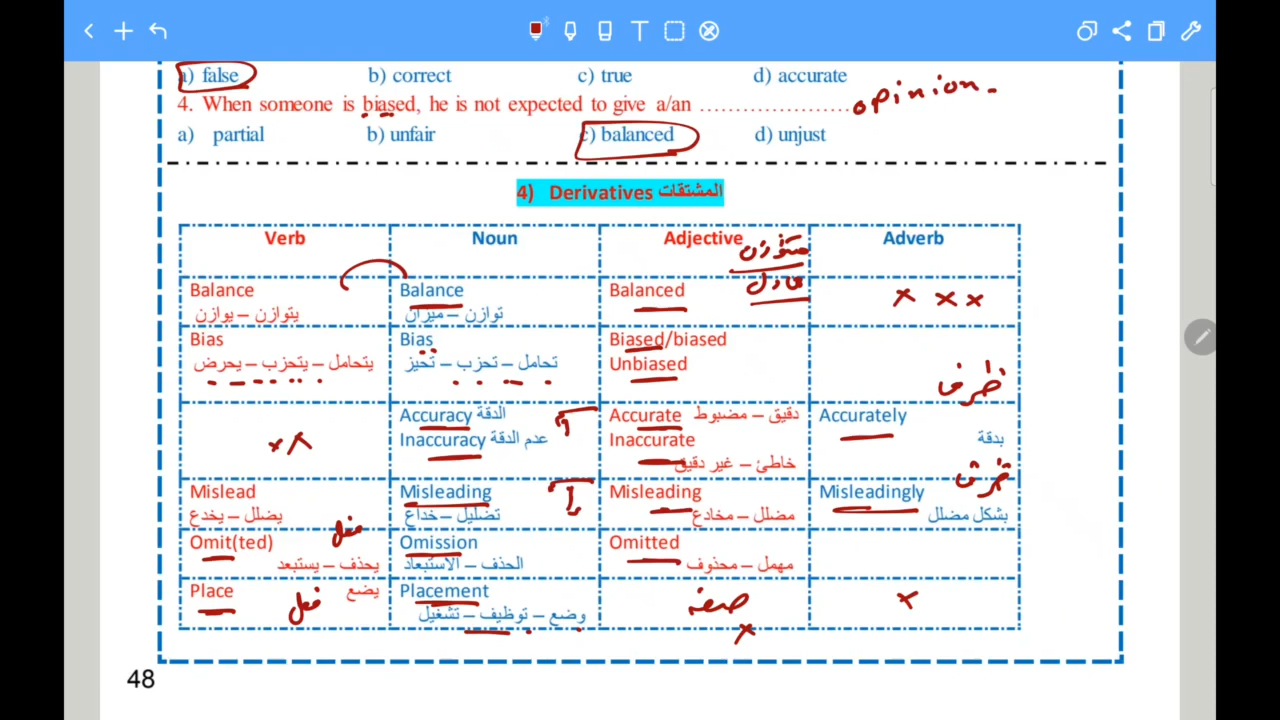 a) false b) correct c) true d) accurate
4. When someone is biased, he is not expected to give a/an ...................... opinion.
a) partial b) unfair c) balanced d) unjust
4) Derivatives المشتقات
Verb Noun Adjective Adverb
متوازن
عادل
Balance Balance Balanced × × ×
يتوازن – يوازن توازن – ميزان
Bias Bias Biased/biased
يتحامل – يتحزب – يحرض تحامل – تحزب – تحيز Unbiased
ظرف
Accuracy الدقة Accurate دقيق – مضبوط Accurately
× × Inaccuracy عدم الدقة Inaccurate بدقة
خاطئ – غير دقيق
ظرف
Mislead Misleading Misleading Misleadingly
يضلل – يخدع تضليل – خداع مضلل – مخادع بشكل مضلل
فعل
Omit(ted) Omission Omitted
يحذف – يستبعد الحذف – الاستبعاد مهمل – محذوف
Place يضع Placement صفة ×
فعل وضع – توظيف – تشغيل ×
48